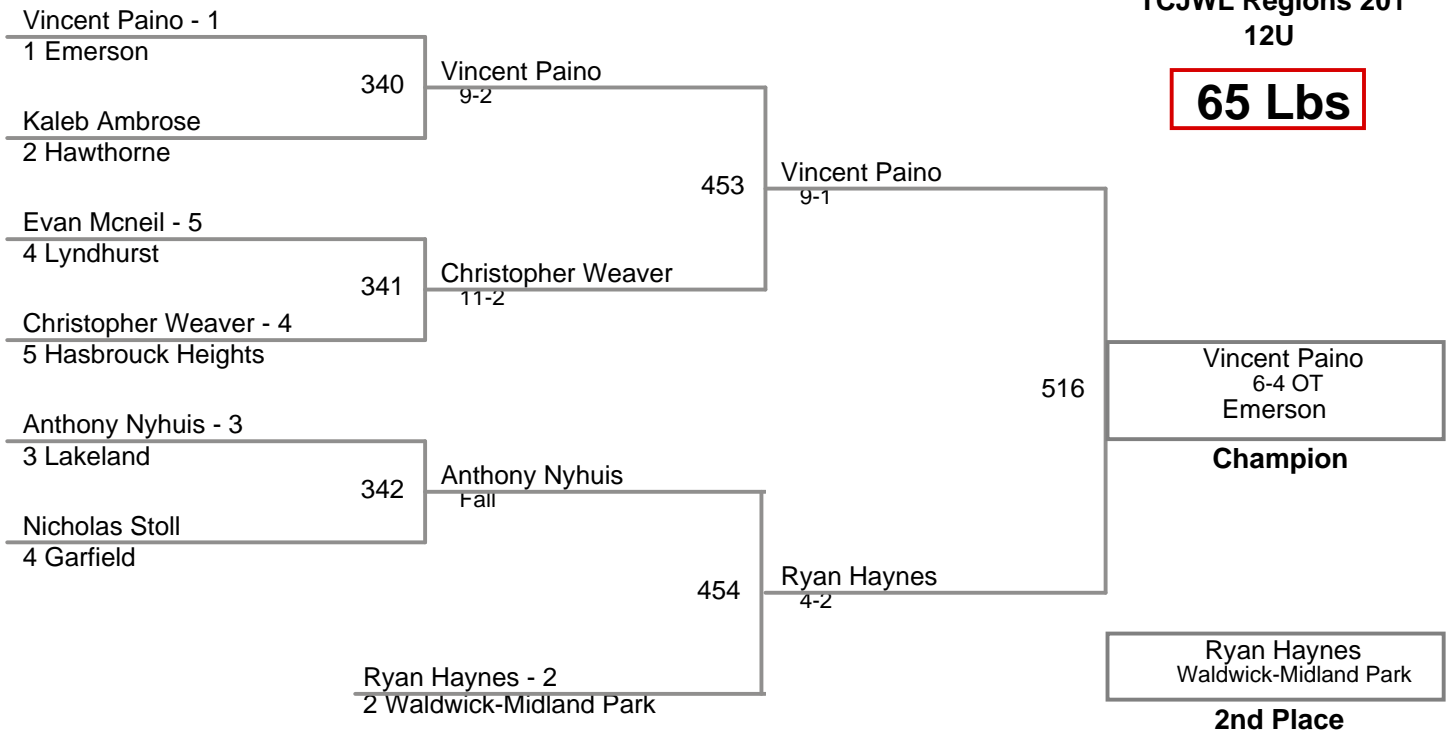 TCJWL Regions 201
12U
65 Lbs
Vincent Paino - 1
1 Emerson
340
Kaleb Ambrose
2 Hawthorne
Vincent Paino
9-2
Evan Mcneil - 5
4 Lyndhurst
341
Christopher Weaver - 4
5 Hasbrouck Heights
Christopher Weaver
11-2
453
Vincent Paino
9-1
Anthony Nyhuis - 3
3 Lakeland
342
Nicholas Stoll
4 Garfield
Anthony Nyhuis
Fall
454
Ryan Haynes - 2
2 Waldwick-Midland Park
Ryan Haynes
4-2
516
Vincent Paino
6-4 OT
Emerson
Champion
Ryan Haynes
Waldwick-Midland Park
2nd Place